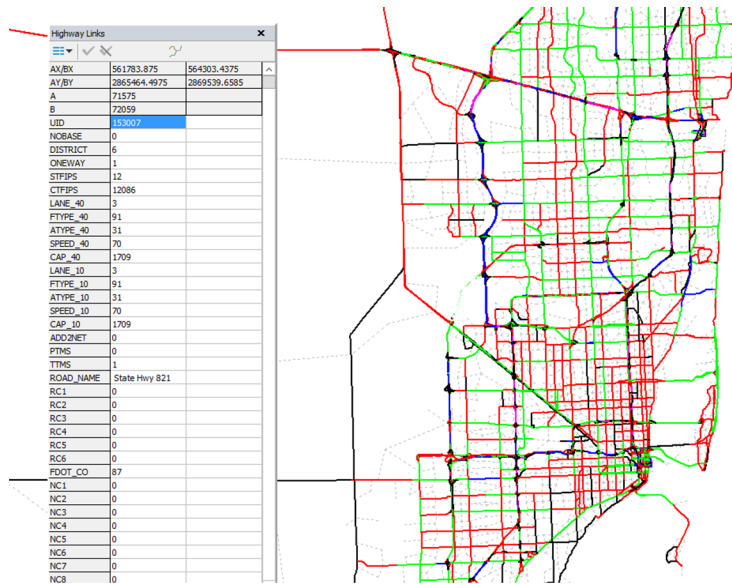 Highway Links
AX/BX 561783.875 564303.4375
AY/BY 2865464.4975 2869539.6585
A 71575
B 72059
UID 153007
NOBASE 0
DISTRICT 6
ONEWAY 1
STFIPS 12
CTFIPS 12086
LANE_40 3
FTYPE_40 91
ATYPE_40 31
SPEED_40 70
CAP_40 1709
LANE_10 3
FTYPE_10 91
ATYPE_10 31
SPEED_10 70
CAP_10 1709
ADD2NET 0
PTMS 0
TTMS 1
ROAD_NAME State Hwy 821
RC1 0
RC2 0
RC3 0
RC4 0
RC5 0
RC6 0
FDOT_CO 87
NC1 0
NC2 0
NC3 0
NC4 0
NC5 0
NC6 0
NC7 0
NC8 0